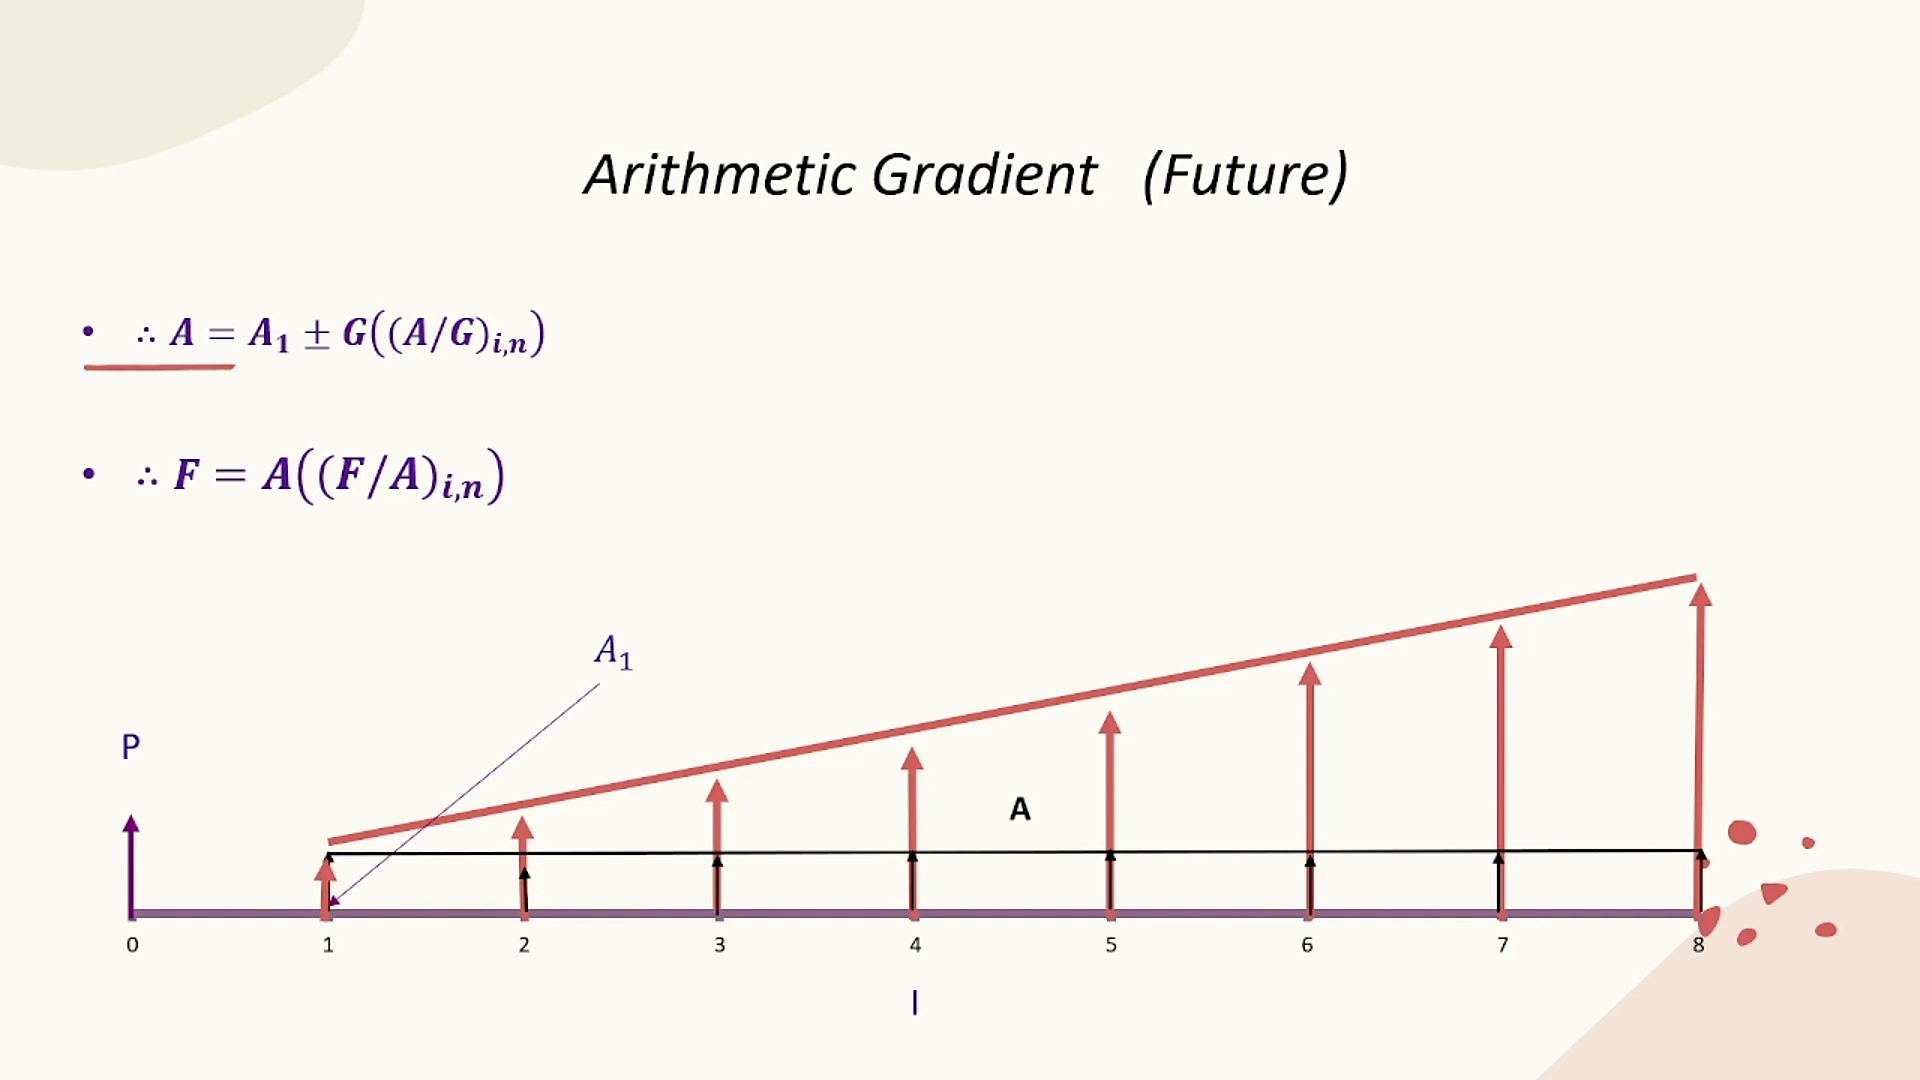 Arithmetic Gradient (Future)
• ∴ A = A₁ ± G((A/G)ᵢ,ₙ)
• ∴ F = A((F/A)ᵢ,ₙ)
A₁
P
A
0 1 2 3 4 5 6 7 8
I